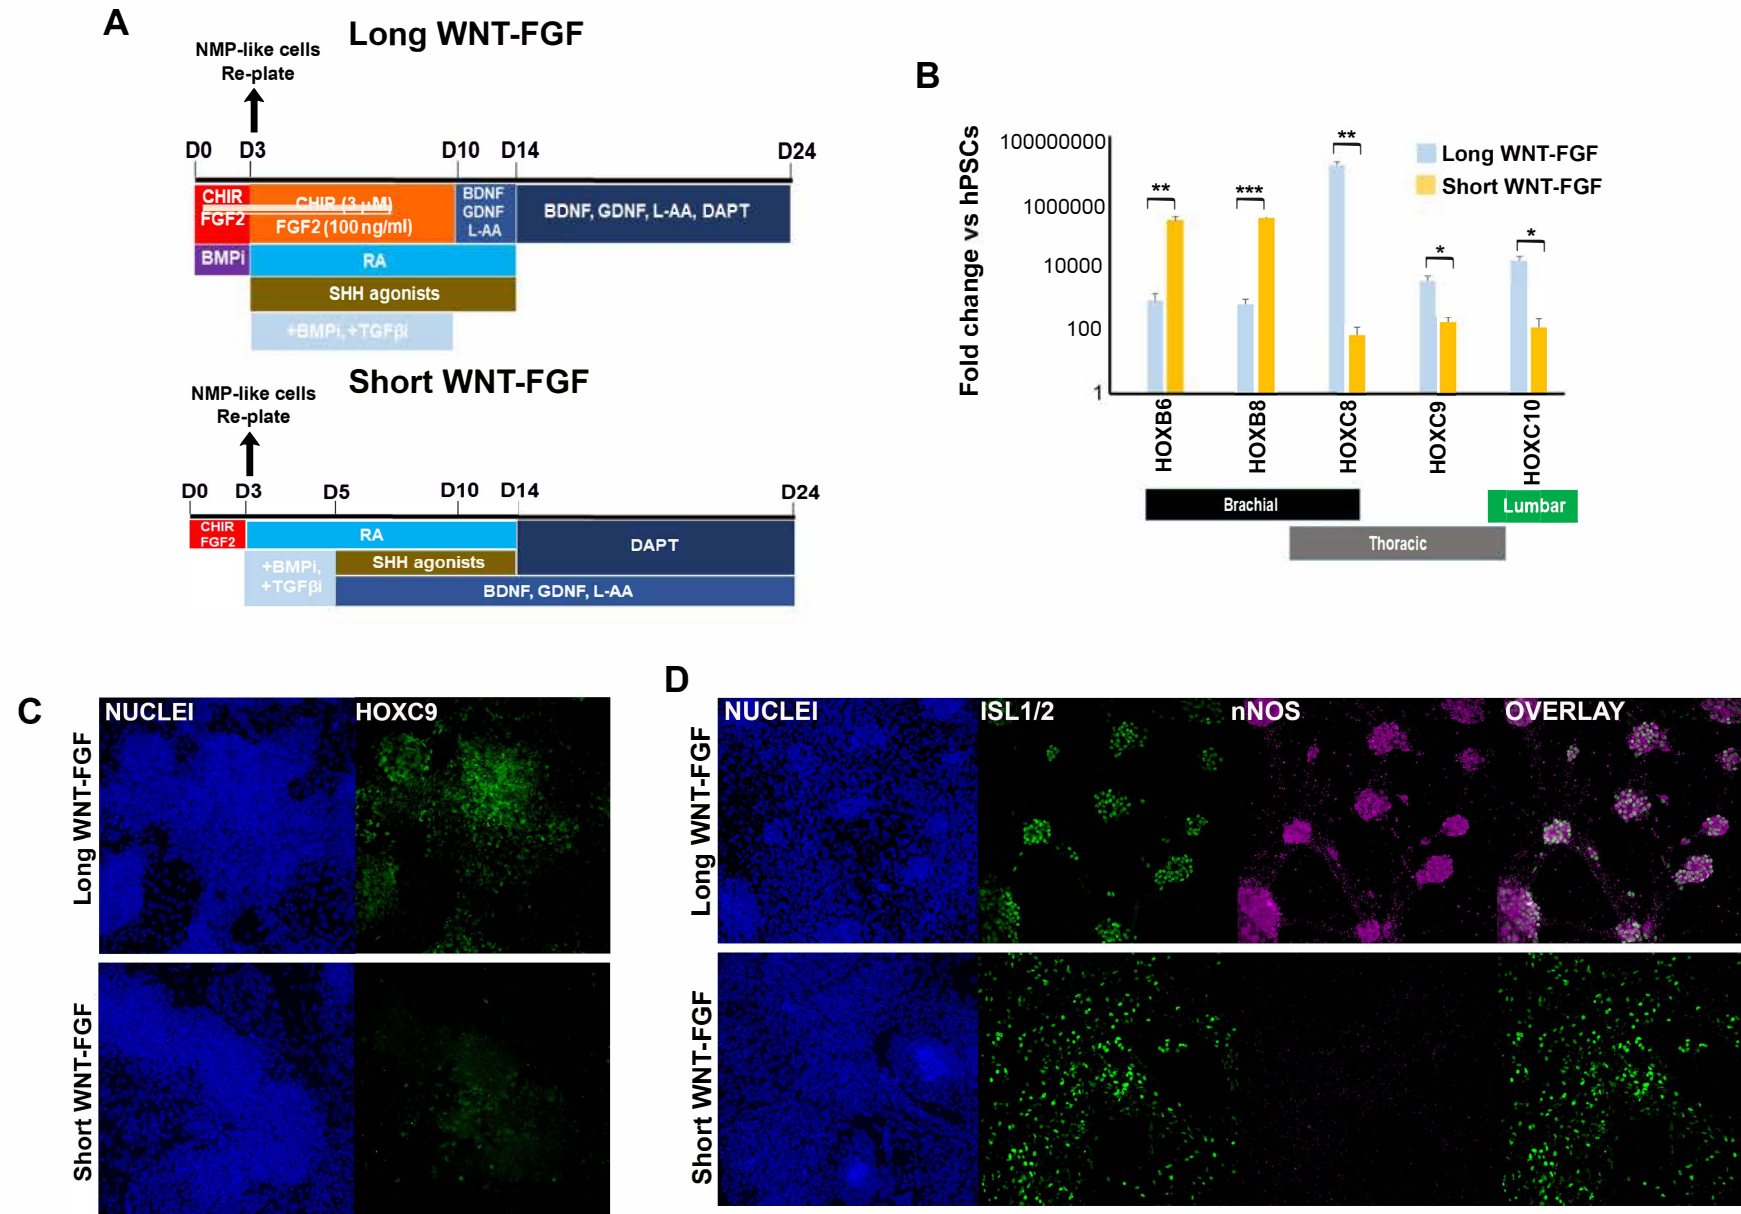 A
Long WNT-FGF
NMP-like cells
Re-plate
D0 D3 D10 D14 D24
CHIR
FGF2
CHIR (3 µM)
FGF2 (100 ng/ml)
BDNF
GDNF
L-AA
BDNF, GDNF, L-AA, DAPT
BMPi
RA
SHH agonists
+BMPi, +TGFβi
Short WNT-FGF
NMP-like cells
Re-plate
D0 D3 D5 D10 D14 D24
CHIR
FGF2
RA
DAPT
+BMPi,
+TGFβi
SHH agonists
BDNF, GDNF, L-AA
B
Fold change vs hPSCs
100000000
1000000
10000
100
1
** *** ** * *
Long WNT-FGF
Short WNT-FGF
HOXB6
HOXB8
HOXC8
HOXC9
HOXC10
Brachial
Lumbar
Thoracic
C
NUCLEI HOXC9
Long WNT-FGF
Short WNT-FGF
D
NUCLEI ISL1/2 nNOS OVERLAY
Long WNT-FGF
Short WNT-FGF